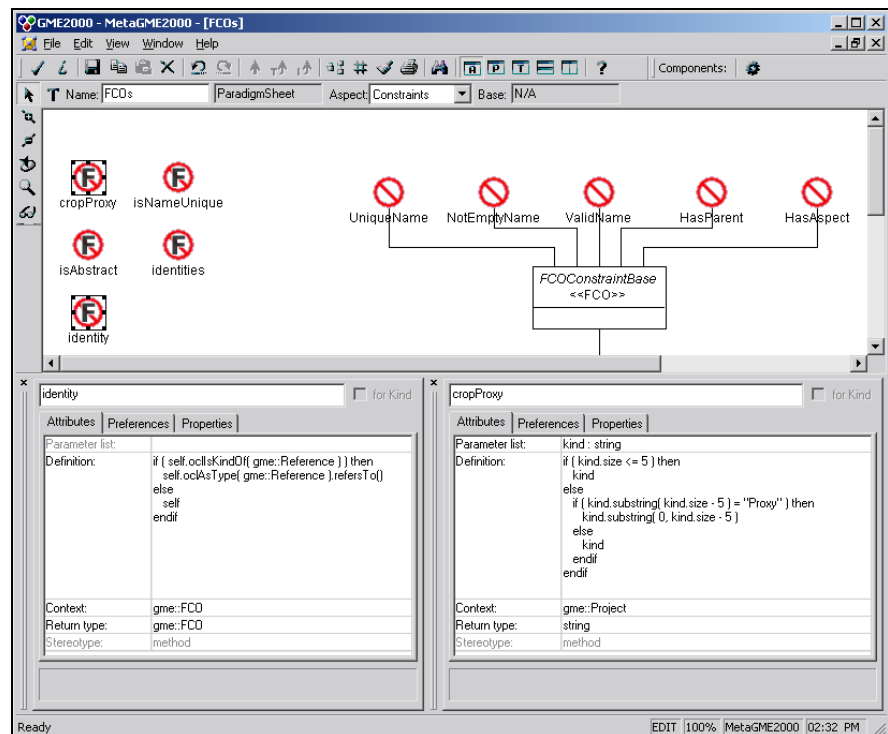 GME2000 - MetaGME2000 - [FCOs]
File Edit View Window Help
A P T ? Components:
T Name: FCOs ParadigmSheet Aspect: Constraints Base: N/A
F F
cropProxy isNameUnique
UniqueName NotEmptyName ValidName HasParent HasAspect
F F
isAbstract identities
FCOConstraintBase
<<FCO>>
F
identity
identity for Kind
Attributes Preferences Properties
Parameter list:
Definition: if ( self.oclIsKindOf( gme::Reference ) ) then
self.oclAsType( gme::Reference ).refersTo()
else
self
endif
Context: gme::FCO
Return type: gme::FCO
Stereotype: method
cropProxy for Kind
Attributes Preferences Properties
Parameter list: kind : string
Definition: if ( kind.size <= 5 ) then
kind
else
if ( kind.substring( kind.size - 5 ) = "Proxy" ) then
kind.substring( 0, kind.size - 5 )
else
kind
endif
endif
Context: gme::Project
Return type: string
Stereotype: method
Ready EDIT 100% MetaGME2000 02:32 PM